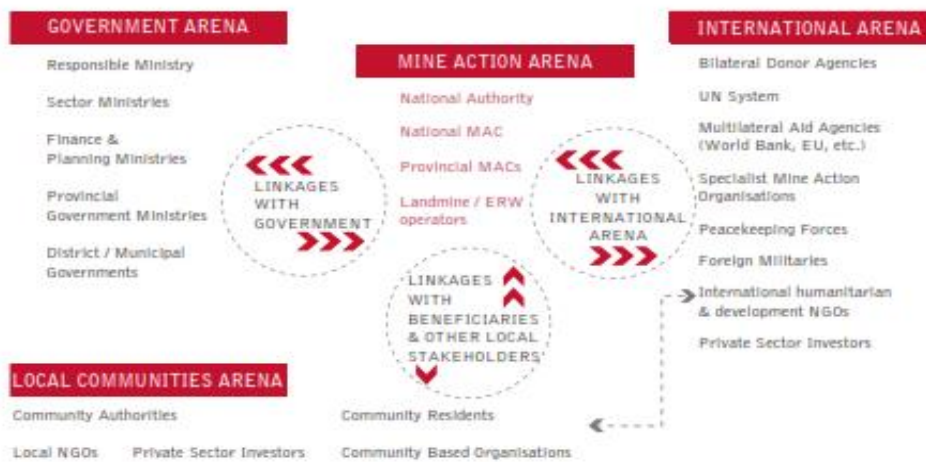 GOVERNMENT ARENA
Responsible Ministry
Sector Ministries
Finance &
Planning Ministries
Provincial
Government Ministries
District / Municipal
Governments
LINKAGES
WITH
GOVERNMENT
MINE ACTION ARENA
National Authority
National MAC
Provincial MACs
Landmine / ERW
operators
LINKAGES
WITH
INTERNATIONAL
ARENA
INTERNATIONAL ARENA
Bilateral Donor Agencies
UN System
Multilateral Aid Agencies
(World Bank, EU, etc.)
Specialist Mine Action
Organisations
Peacekeeping Forces
Foreign Militaries
International humanitarian
& development NGOs
Private Sector Investors
LINKAGES
WITH
BENEFICIARIES
& OTHER LOCAL
STAKEHOLDERS'
LOCAL COMMUNITIES ARENA
Community Authorities
Community Residents
Local NGOs
Private Sector Investors
Community Based Organisations